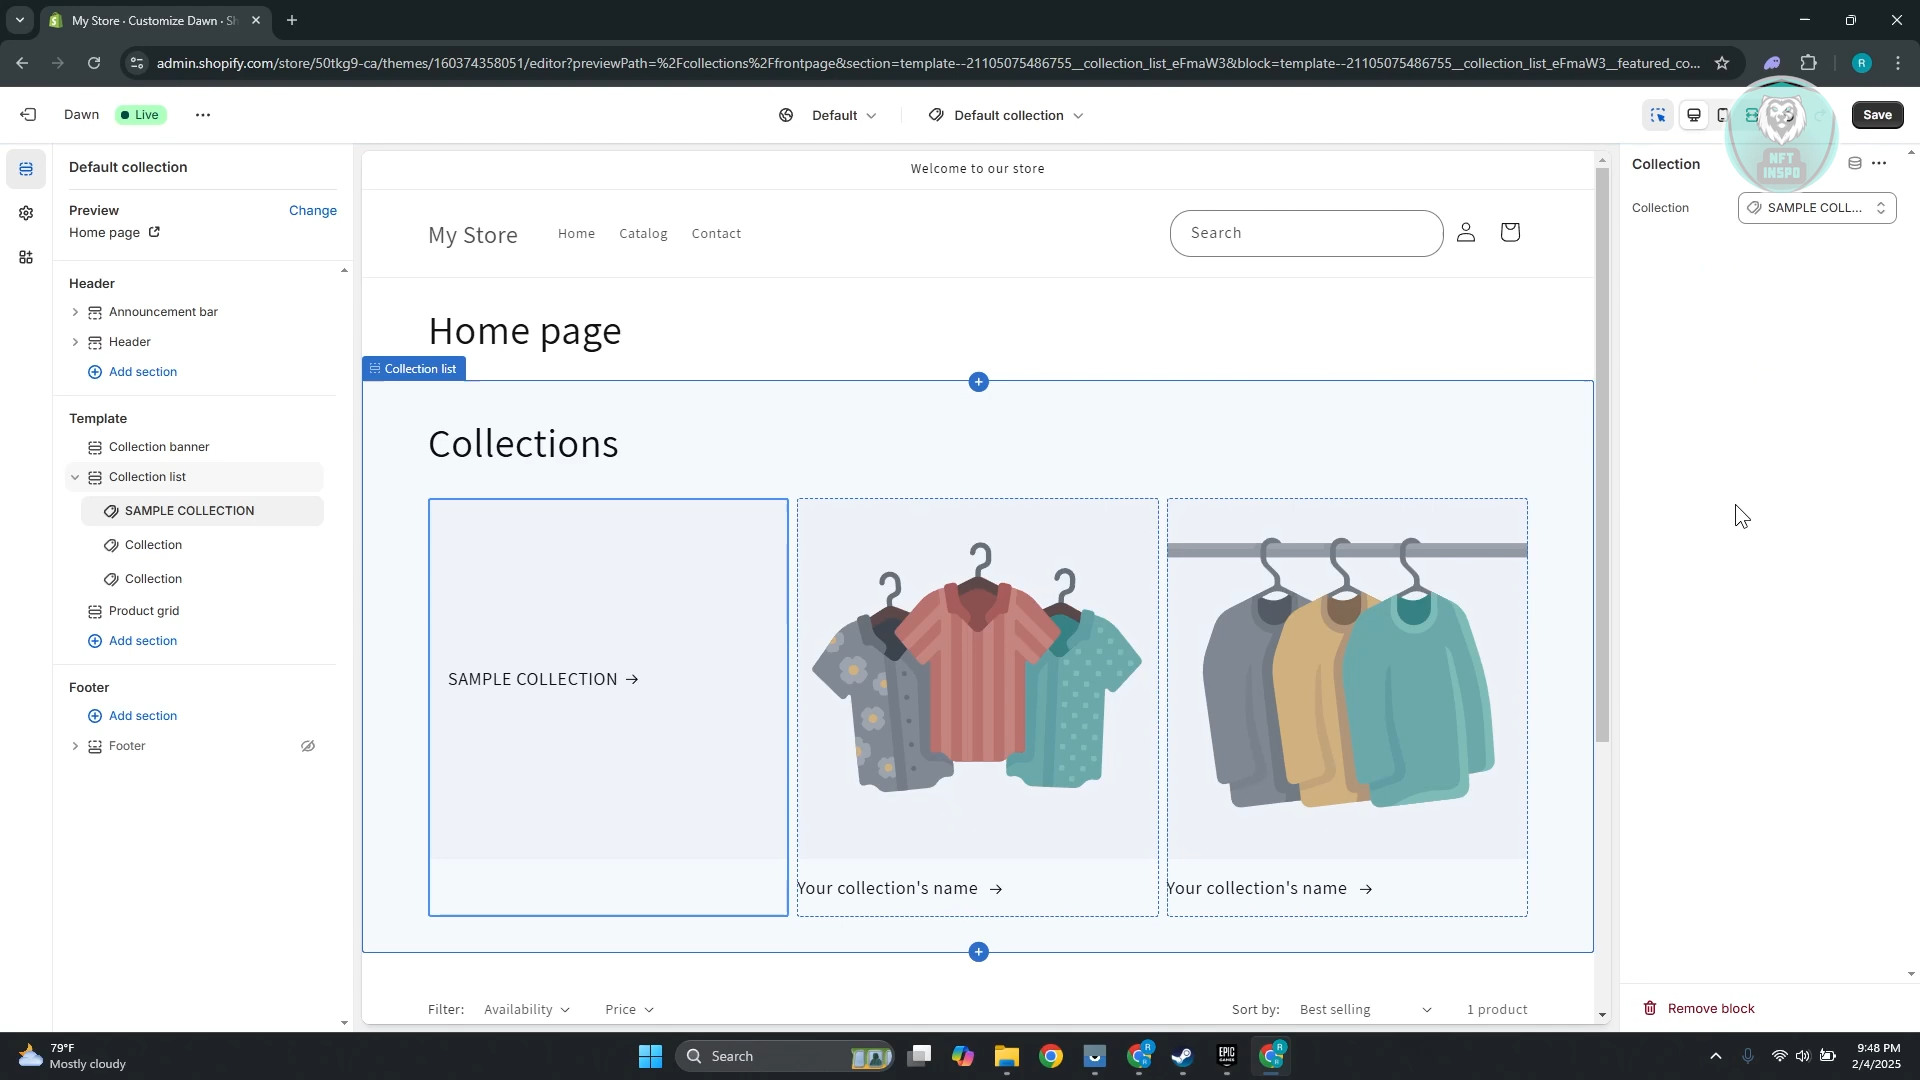 My Store · Customize Dawn · Sh
admin.shopify.com/store/50tkg9-ca/themes/160374358051/editor?previewPath=%2Fcollections%2Ffrontpage&section=template--21105075486755__collection_list_eFmaW3&block=template--21105075486755__collection_list_eFmaW3__featured_co...
R
Dawn
Live
Default
Default collection
Save
NFT
INSPO
Default collection
Preview
Change
Home page
Header
Announcement bar
Header
Add section
Template
Collection banner
Collection list
SAMPLE COLLECTION
Collection
Collection
Product grid
Add section
Footer
Add section
Footer
Welcome to our store
My Store
Home
Catalog
Contact
Search
Home page
Collection list
Collections
SAMPLE COLLECTION →
Your collection's name →
Your collection's name →
Filter:
Availability
Price
Sort by:
Best selling
1 product
Collection
Collection
SAMPLE COLL...
Remove block
79°F
Mostly cloudy
Search
R
EPIC
GAMES
R
9:48 PM
2/4/2025